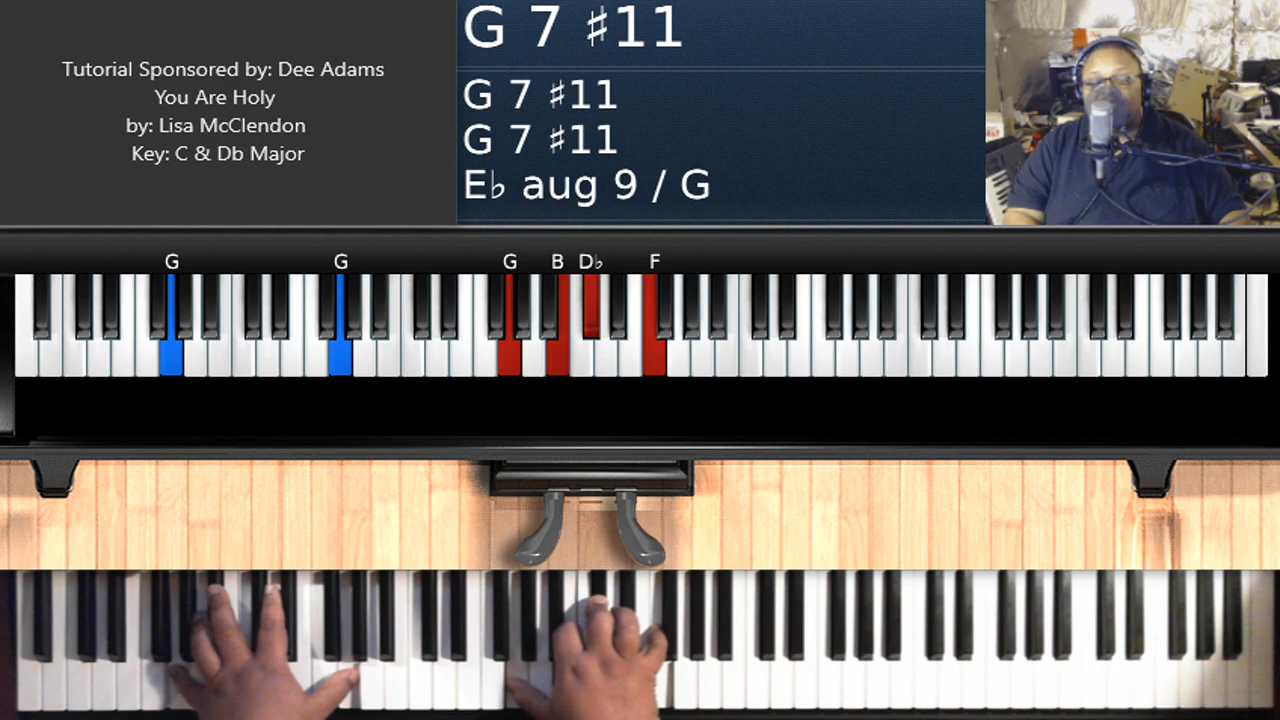 Tutorial Sponsored by: Dee Adams
You Are Holy
by: Lisa McClendon
Key: C & Db Major
G 7 ♯11
G 7 ♯11
G 7 ♯11
E♭ aug 9 / G
G G G B D♭ F